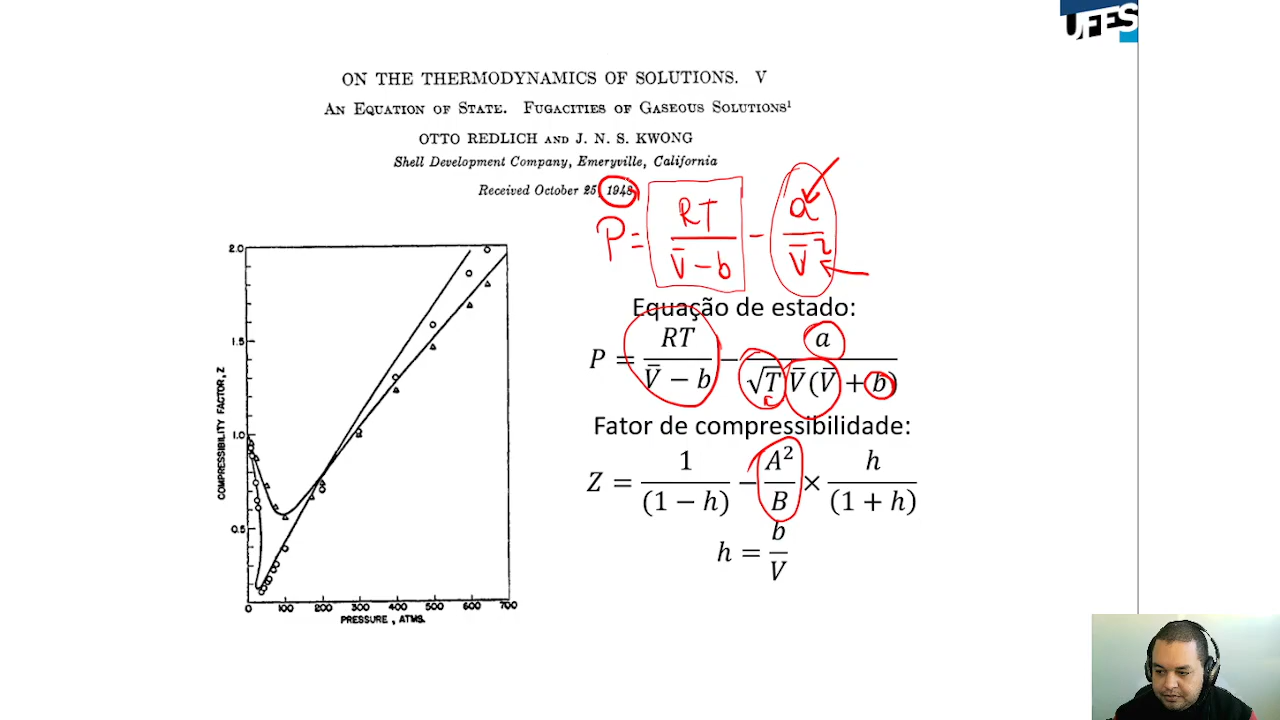 UFES
ON THE THERMODYNAMICS OF SOLUTIONS. V
AN EQUATION OF STATE. FUGACITIES OF GASEOUS SOLUTIONS¹
OTTO REDLICH AND J. N. S. KWONG
Shell Development Company, Emeryville, California
Received October 25, 1948
P = RT / (V̄ − b) − a / V̄²
Equação de estado:
P = RT / (V̄ − b) − a / (√T V̄(V̄ + b))
Fator de compressibilidade:
Z = 1 / (1 − h) − A² / B × h / (1 + h)
h = b / V
COMPRESSIBILITY FACTOR, Z
2.0
1.5
1.0
0.5
0 100 200 300 400 500 600 700
PRESSURE, ATMS.